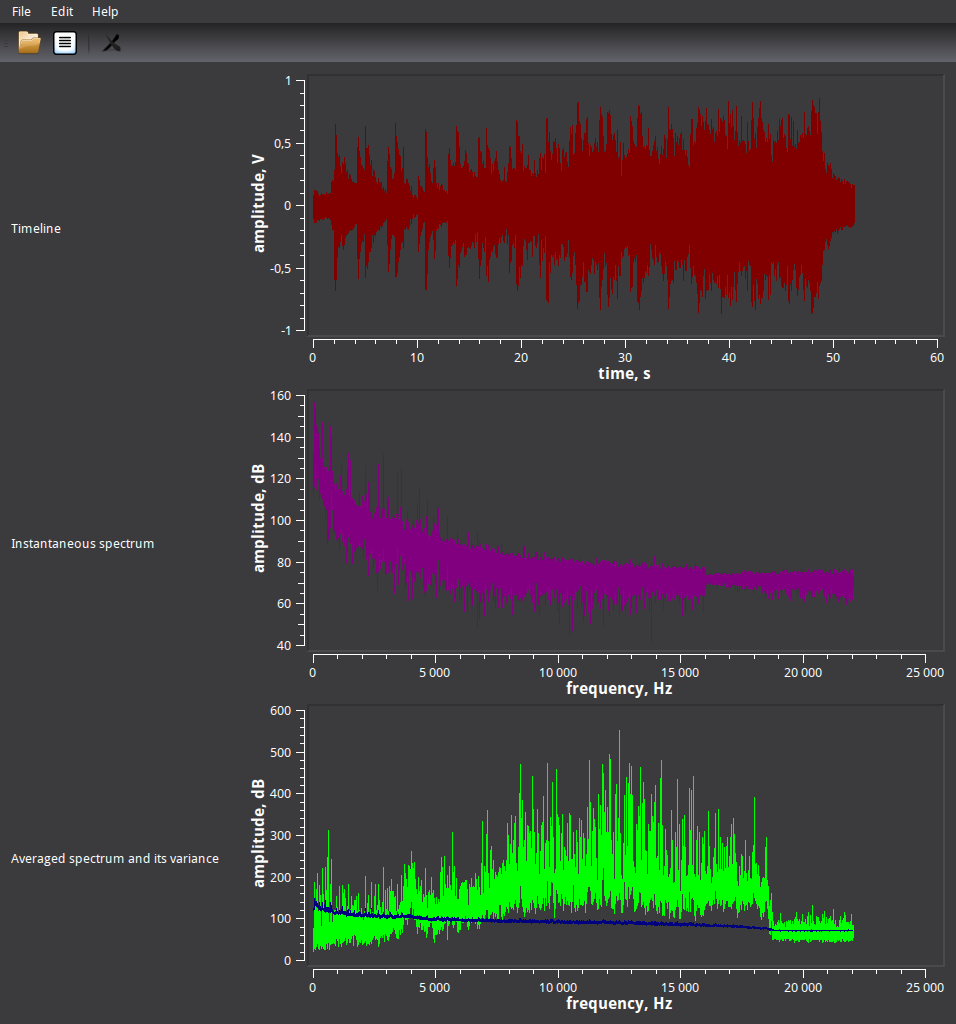 File Edit Help
Timeline
amplitude, V
1
0,5
0
-0,5
-1
0 10 20 30 40 50 60
time, s
Instantaneous spectrum
amplitude, dB
160
140
120
100
80
60
40
0 5 000 10 000 15 000 20 000 25 000
frequency, Hz
Averaged spectrum and its variance
amplitude, dB
600
500
400
300
200
100
0
0 5 000 10 000 15 000 20 000 25 000
frequency, Hz